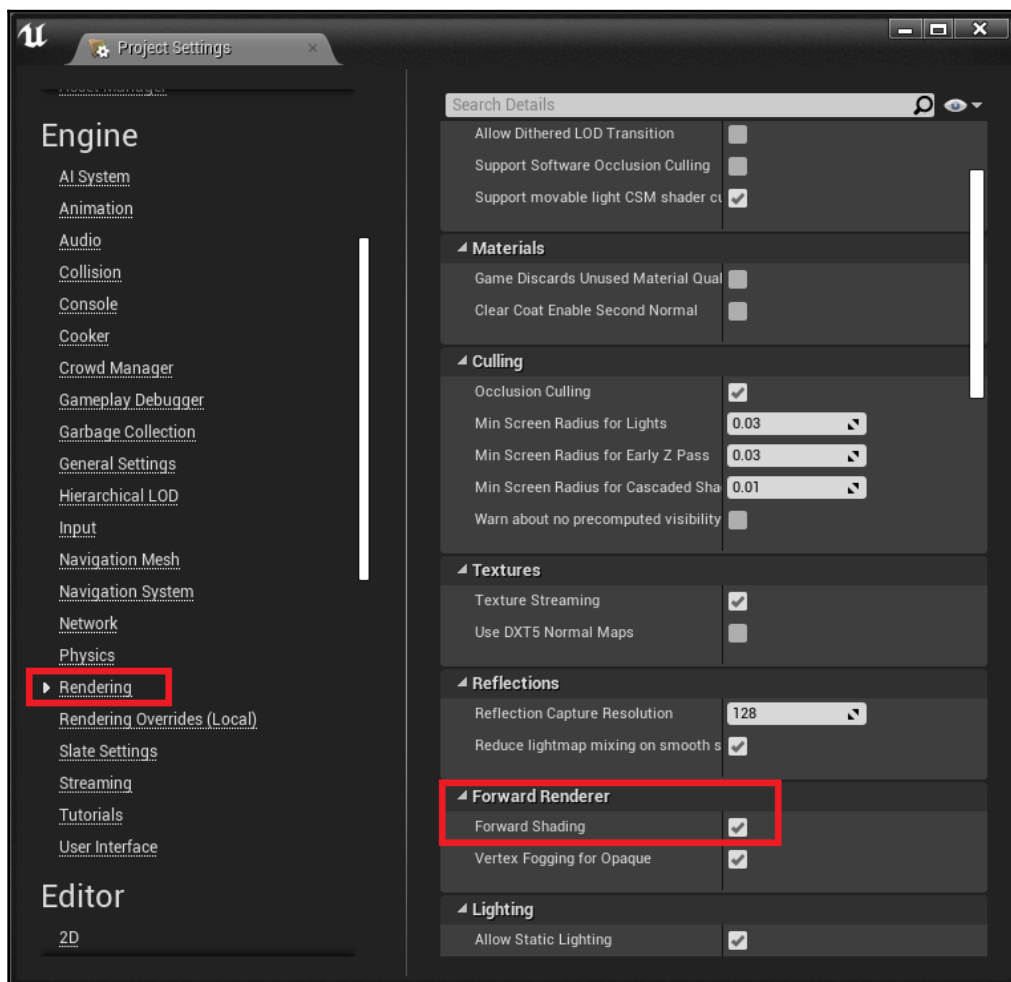 Project Settings
Asset Manager
Engine
AI System
Animation
Audio
Collision
Console
Cooker
Crowd Manager
Gameplay Debugger
Garbage Collection
General Settings
Hierarchical LOD
Input
Navigation Mesh
Navigation System
Network
Physics
Rendering
Rendering Overrides (Local)
Slate Settings
Streaming
Tutorials
User Interface
Editor
2D
Search Details
Allow Dithered LOD Transition
Support Software Occlusion Culling
Support movable light CSM shader cu
Materials
Game Discards Unused Material Qual
Clear Coat Enable Second Normal
Culling
Occlusion Culling
Min Screen Radius for Lights 0.03
Min Screen Radius for Early Z Pass 0.03
Min Screen Radius for Cascaded Sha 0.01
Warn about no precomputed visibility
Textures
Texture Streaming
Use DXT5 Normal Maps
Reflections
Reflection Capture Resolution 128
Reduce lightmap mixing on smooth s
Forward Renderer
Forward Shading
Vertex Fogging for Opaque
Lighting
Allow Static Lighting